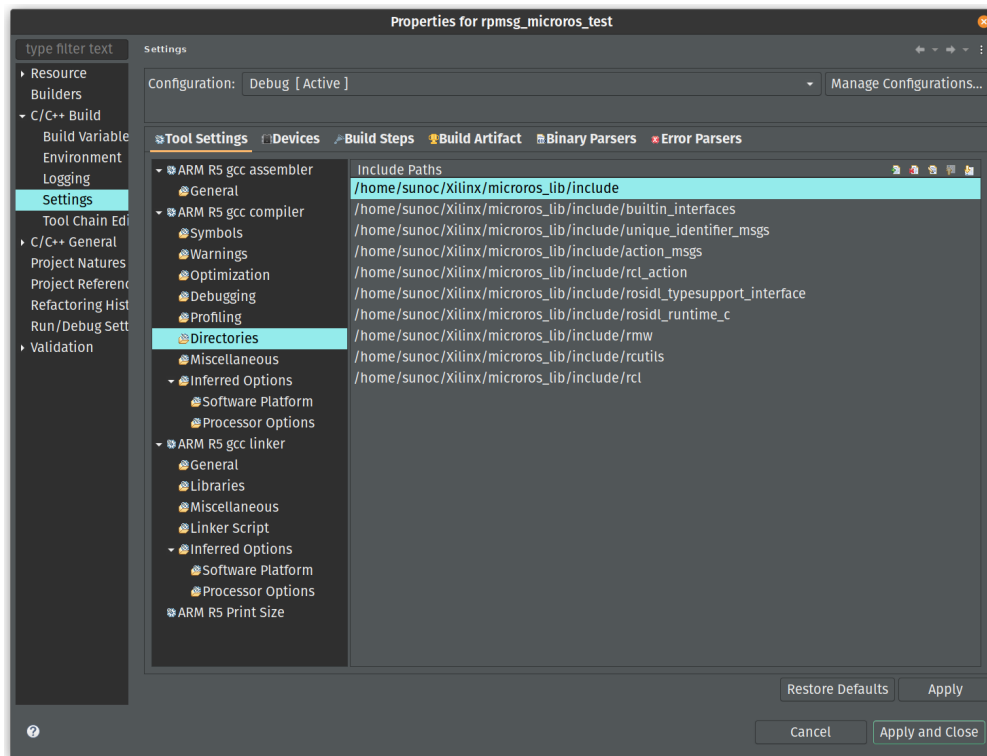 Properties for rpmsg_microros_test
type filter text
Resource
Builders
C/C++ Build
Build Variable
Environment
Logging
Settings
Tool Chain Edi
C/C++ General
Project Natures
Project Referenc
Refactoring Hist
Run/Debug Sett
Validation
Settings
Configuration: Debug [ Active ] Manage Configurations...
Tool Settings Devices Build Steps Build Artifact Binary Parsers Error Parsers
ARM R5 gcc assembler
General
ARM R5 gcc compiler
Symbols
Warnings
Optimization
Debugging
Profiling
Directories
Miscellaneous
Inferred Options
Software Platform
Processor Options
ARM R5 gcc linker
General
Libraries
Miscellaneous
Linker Script
Inferred Options
Software Platform
Processor Options
ARM R5 Print Size
Include Paths
/home/sunoc/Xilinx/microros_lib/include
/home/sunoc/Xilinx/microros_lib/include/builtin_interfaces
/home/sunoc/Xilinx/microros_lib/include/unique_identifier_msgs
/home/sunoc/Xilinx/microros_lib/include/action_msgs
/home/sunoc/Xilinx/microros_lib/include/rcl_action
/home/sunoc/Xilinx/microros_lib/include/rosidl_typesupport_interface
/home/sunoc/Xilinx/microros_lib/include/rosidl_runtime_c
/home/sunoc/Xilinx/microros_lib/include/rmw
/home/sunoc/Xilinx/microros_lib/include/rcutils
/home/sunoc/Xilinx/microros_lib/include/rcl
Restore Defaults Apply
? Cancel Apply and Close